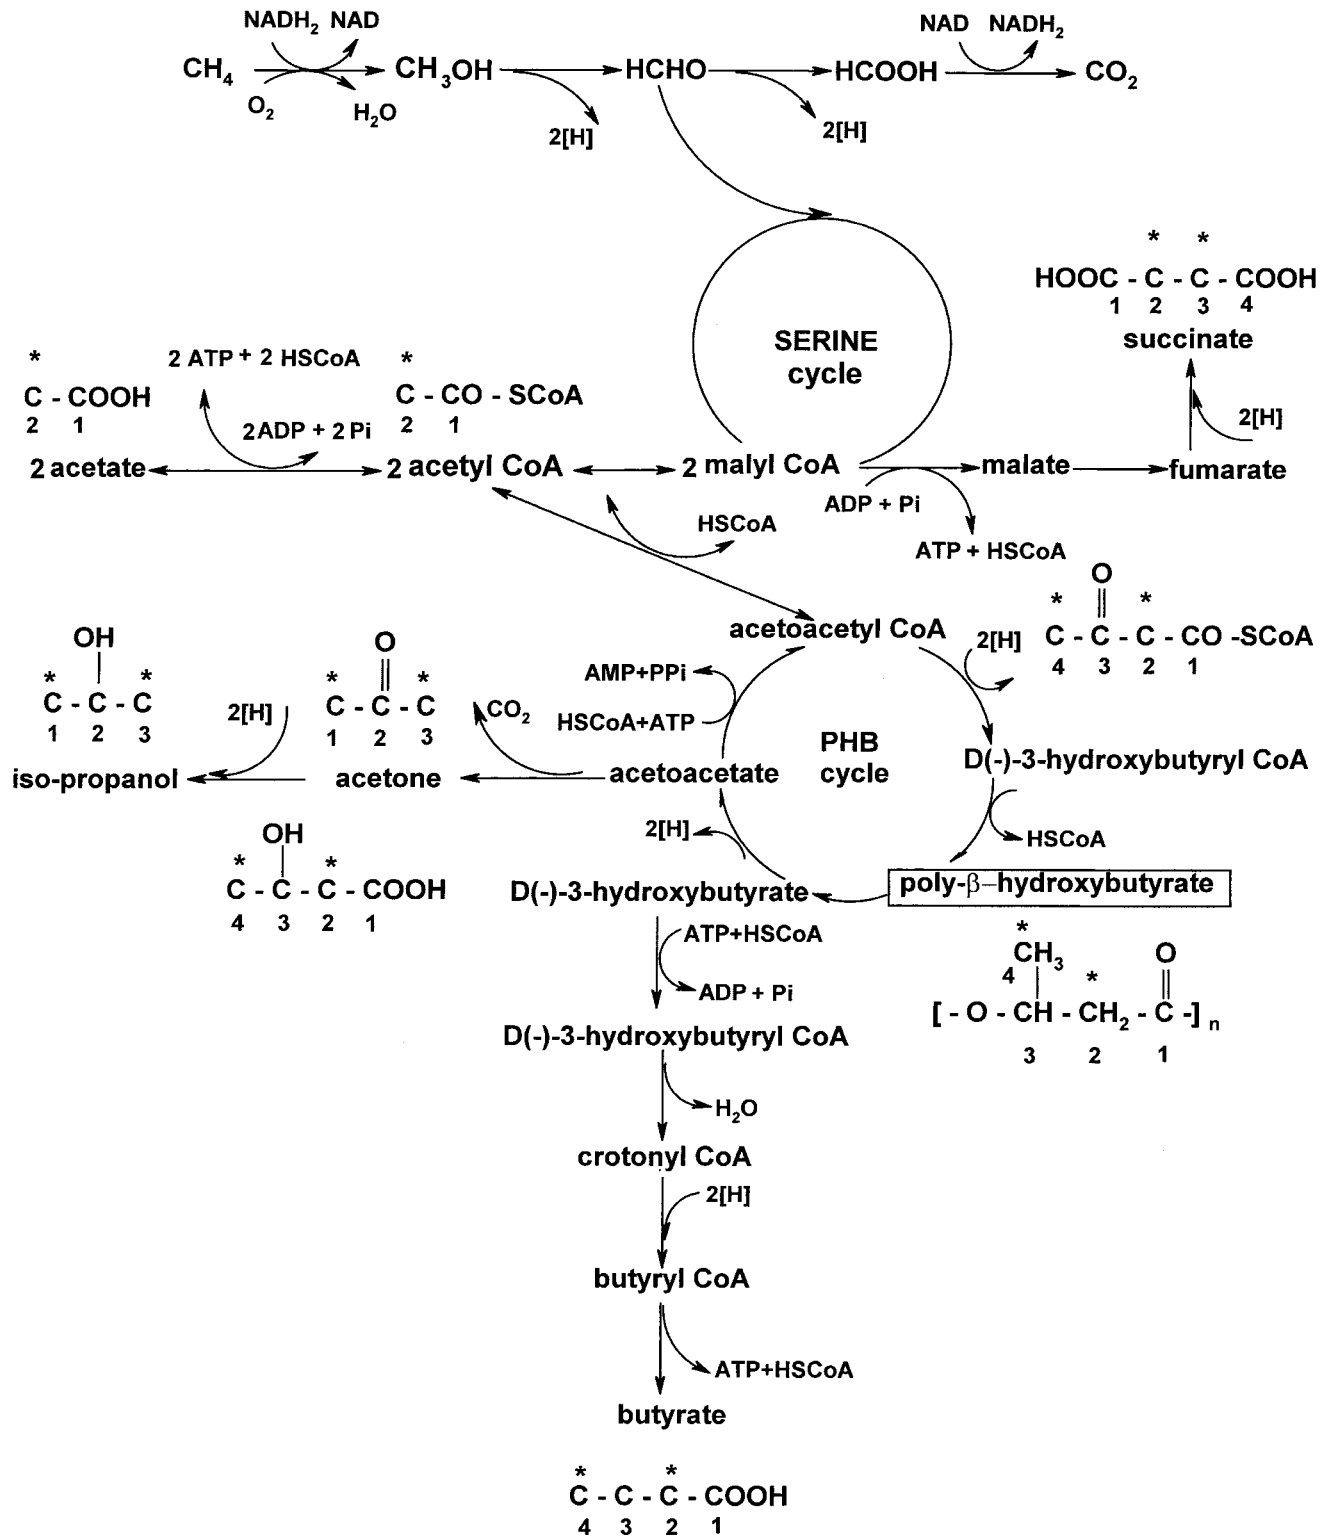 NADH2 NAD NAD NADH2
CH4 CH3OH HCHO HCOOH CO2
O2 H2O 2[H] 2[H]
* *
HOOC - C - C - COOH
1 2 3 4
succinate
SERINE
cycle
* 2 ATP + 2 HSCoA *
C - COOH C - CO - SCoA
2 1 2ADP + 2 Pi 2 1
2[H]
2 acetate 2 acetyl CoA 2 malyl CoA malate fumarate
ADP + Pi
HSCoA
ATP + HSCoA
O
* *
C - C - C - CO -SCoA
4 3 2 1
acetoacetyl CoA 2[H]
OH O
* * * *
C - C - C C - C - C
1 2 3 1 2 3
2[H] CO2
AMP+PPi
HSCoA+ATP
PHB
cycle
D(-)-3-hydroxybutyryl CoA
iso-propanol acetone acetoacetate
2[H] HSCoA
OH
* *
C - C - C - COOH
4 3 2 1
D(-)-3-hydroxybutyrate poly-β–hydroxybutyrate
ATP+HSCoA
ADP + Pi
*
CH3 O
4 *
[ - O - CH - CH2 - C -] n
3 2 1
D(-)-3-hydroxybutyryl CoA
H2O
crotonyl CoA
2[H]
butyryl CoA
ATP+HSCoA
butyrate
* *
C - C - C - COOH
4 3 2 1